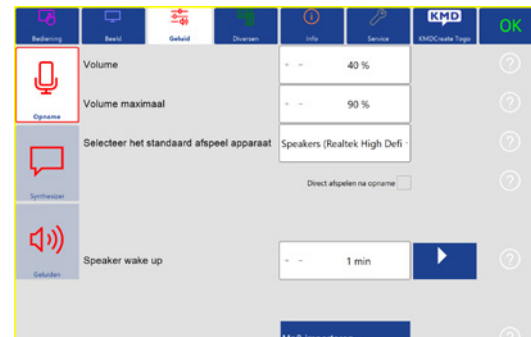 Bediening Beeld Geluid Diversen Info Service KMDCreate Togo
KMD
OK
Volume - - 40 %
Opname
Volume maximaal - - 90 %
Selecteer het standaard afspeel apparaat Speakers (Realtek High Defi
Direct afspelen na opname
Synthesizer
Speaker wake up - - 1 min
Geluiden